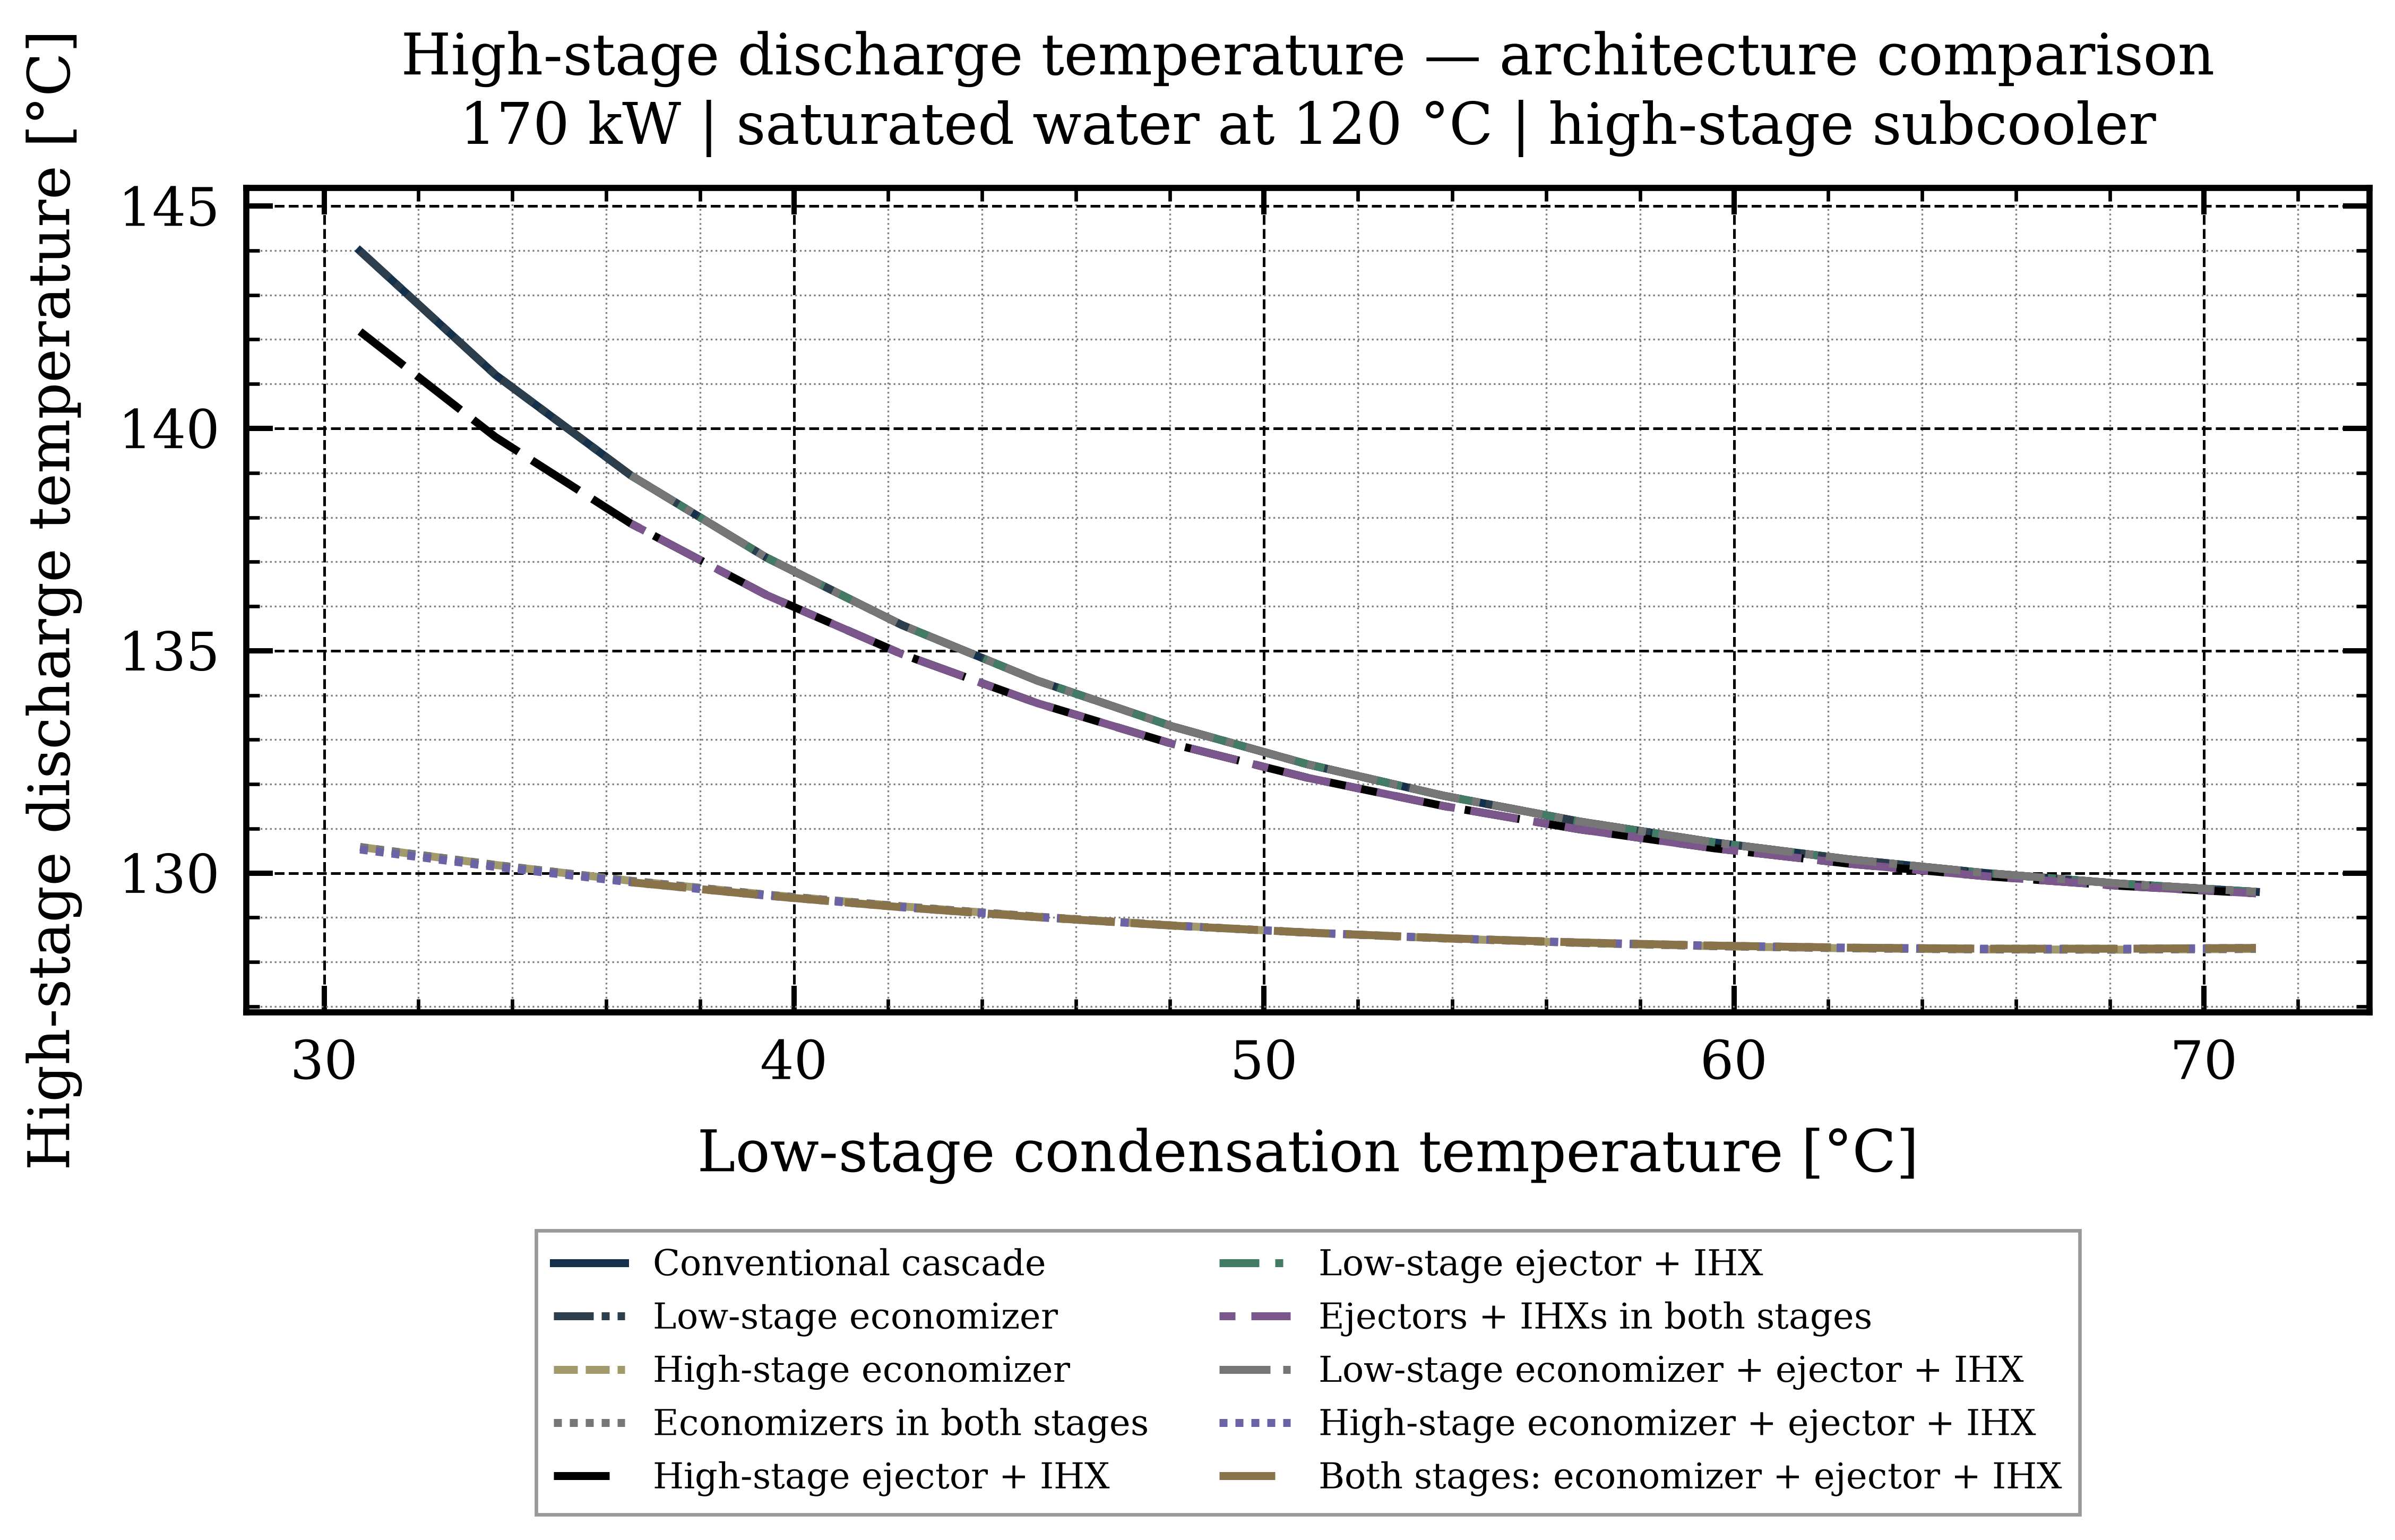 High-stage discharge temperature — architecture comparison
170 kW | saturated water at 120 °C | high-stage subcooler
High-stage discharge temperature [°C]
145
140
135
130
30 40 50 60 70
Low-stage condensation temperature [°C]
Conventional cascade
Low-stage economizer
High-stage economizer
Economizers in both stages
High-stage ejector + IHX
Low-stage ejector + IHX
Ejectors + IHXs in both stages
Low-stage economizer + ejector + IHX
High-stage economizer + ejector + IHX
Both stages: economizer + ejector + IHX